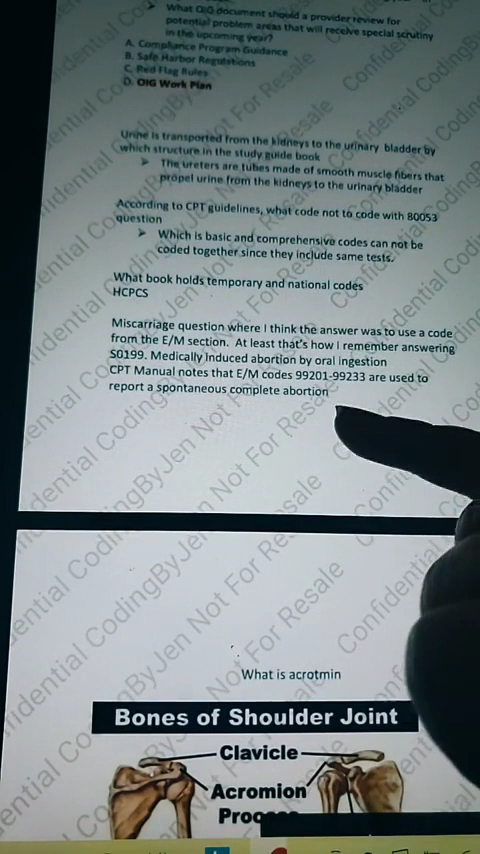 ➤ What OIG document should a provider review for
potential problem areas that will receive special scrutiny
in the upcoming year?
A. Compliance Program Guidance
B. Safe Harbor Regulations
C. Red Flag Rules
D. OIG Work Plan
Urine is transported from the kidneys to the urinary bladder by
which structure in the study guide book
➤ The ureters are tubes made of smooth muscle fibers that
propel urine from the kidneys to the urinary bladder
According to CPT guidelines, what code not to code with 80053
question
➤ Which is basic and comprehensive codes can not be
coded together since they include same tests.
What book holds temporary and national codes
HCPCS
Miscarriage question where I think the answer was to use a code
from the E/M section. At least that's how I remember answering
S0199. Medically induced abortion by oral ingestion
CPT Manual notes that E/M codes 99201-99233 are used to
report a spontaneous complete abortion
What is acrotmin
Bones of Shoulder Joint
Clavicle
Acromion
Confidential CodingByJen Not For Resale